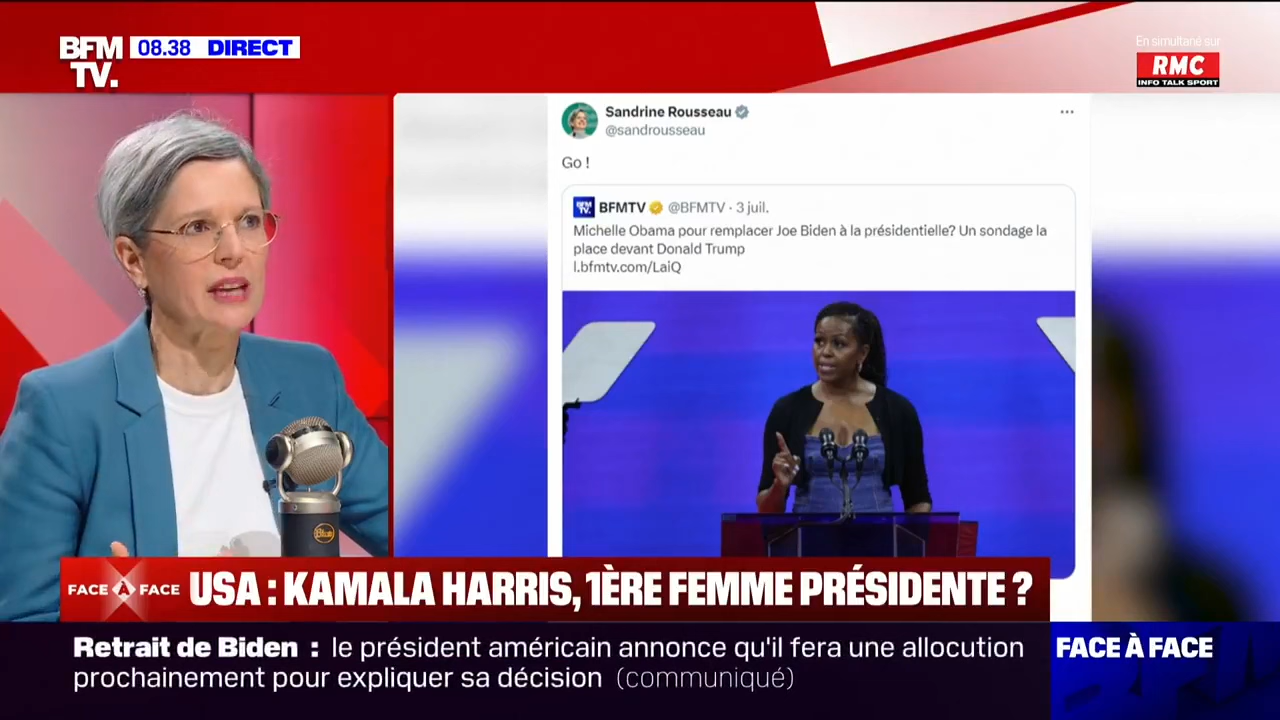 BFM
TV.
08.38 DIRECT
En simultané sur
RMC
INFO TALK SPORT
Sandrine Rousseau
@sandrousseau
Go !
BFM
TV.
BFMTV @BFMTV · 3 juil.
Michelle Obama pour remplacer Joe Biden à la présidentielle? Un sondage la
place devant Donald Trump
l.bfmtv.com/LaiQ
Blue
FACE À FACE
USA : KAMALA HARRIS, 1ÈRE FEMME PRÉSIDENTE ?
Retrait de Biden : le président américain annonce qu'il fera une allocution
prochainement pour expliquer sa décision (communiqué)
FACE À FACE